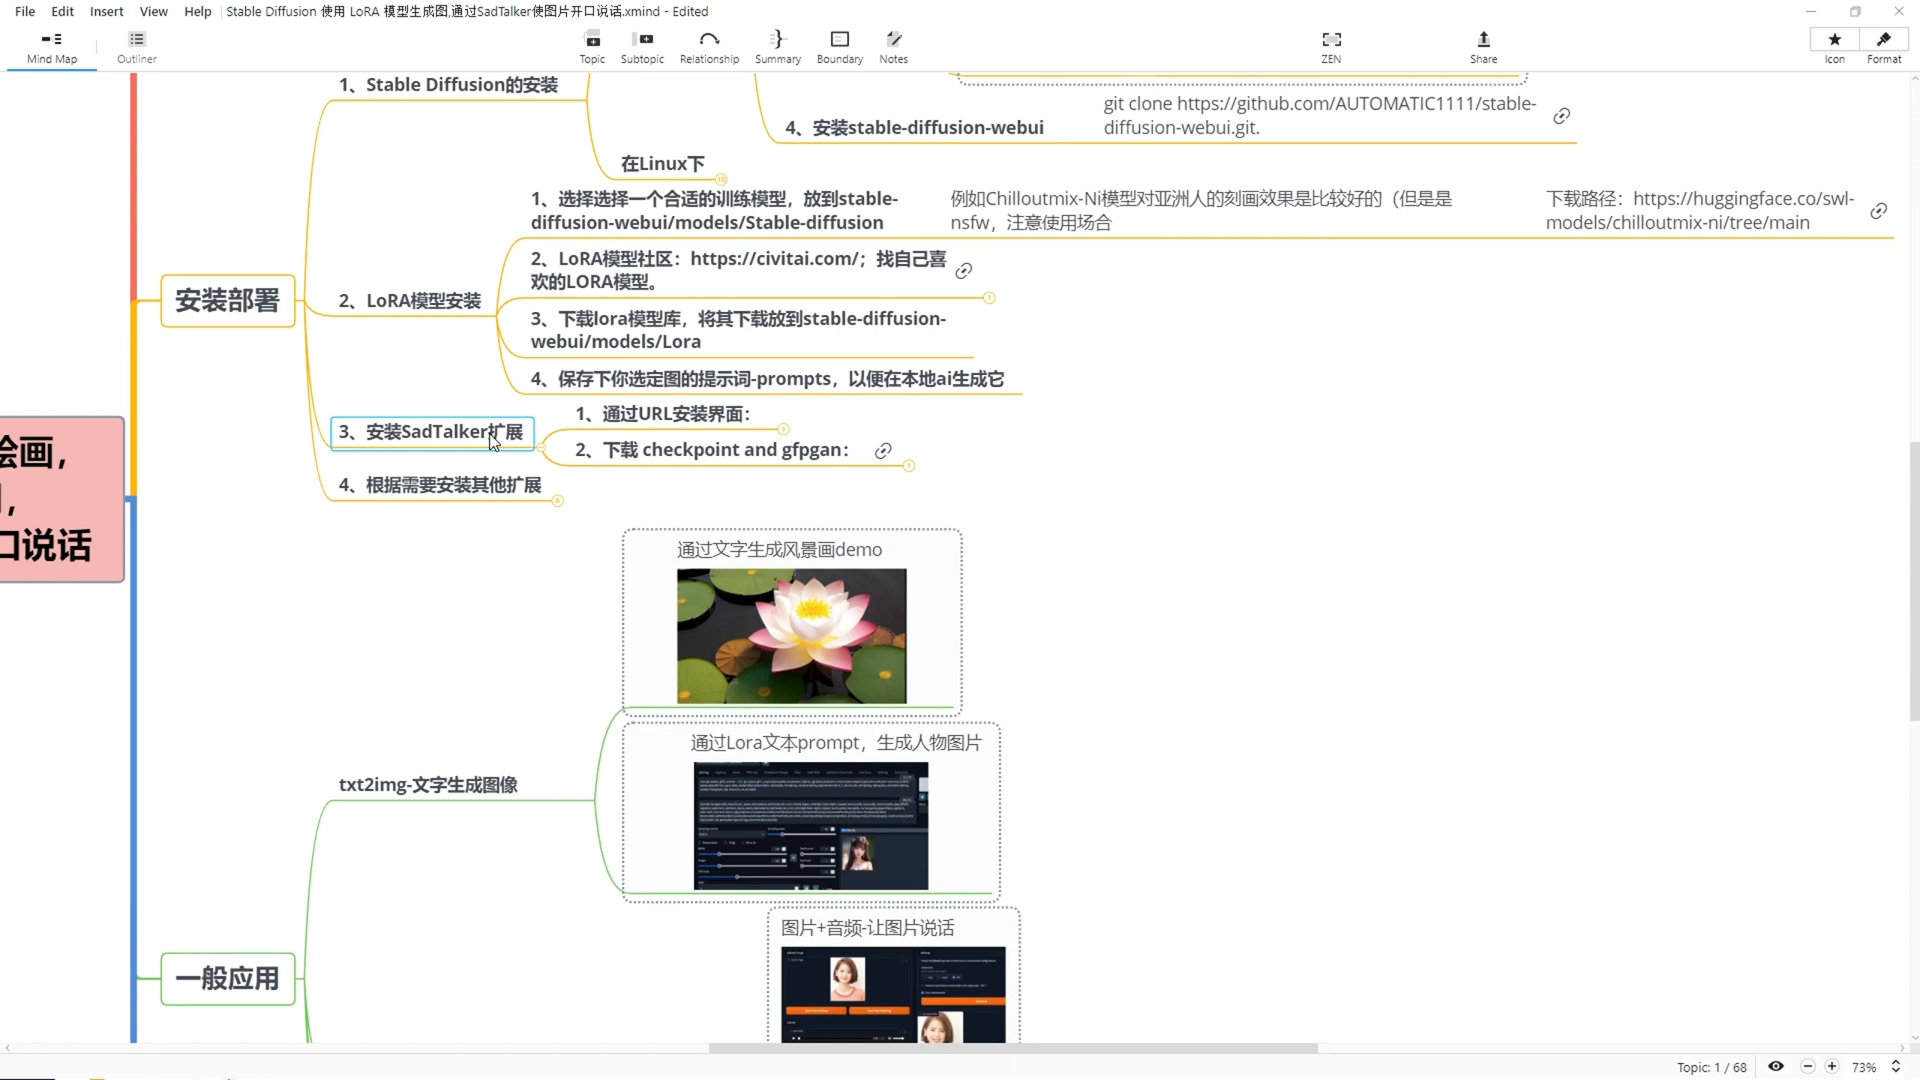 File Edit Insert View Help Stable Diffusion 使用 LoRA 模型生成图,通过SadTalker使图片开口说话.xmind - Edited
Mind Map
Outliner
Topic
Subtopic
Relationship
Summary
Boundary
Notes
ZEN
Share
Icon
Format
1、Stable Diffusion的安装
git clone https://github.com/AUTOMATIC1111/stable-
diffusion-webui.git.
4、安装stable-diffusion-webui
在Linux下
10
1、选择选择一个合适的训练模型，放到stable-
diffusion-webui/models/Stable-diffusion
例如Chilloutmix-Ni模型对亚洲人的刻画效果是比较好的（但是是
nsfw，注意使用场合
下载路径：https://huggingface.co/swl-
models/chilloutmix-ni/tree/main
2、LoRA模型社区：https://civitai.com/；找自己喜
欢的LORA模型。
1
安装部署
2、LoRA模型安装
3、下载lora模型库，将其下载放到stable-diffusion-
webui/models/Lora
4、保存下你选定图的提示词-prompts，以便在本地ai生成它
3、安装SadTalker扩展
1、通过URL安装界面：
1
2、下载 checkpoint and gfpgan：
1
4、根据需要安装其他扩展
6
绘画，
，
口说话
通过文字生成风景画demo
通过Lora文本prompt，生成人物图片
txt2img-文字生成图像
图片+音频-让图片说话
一般应用
Topic: 1 / 68
73%